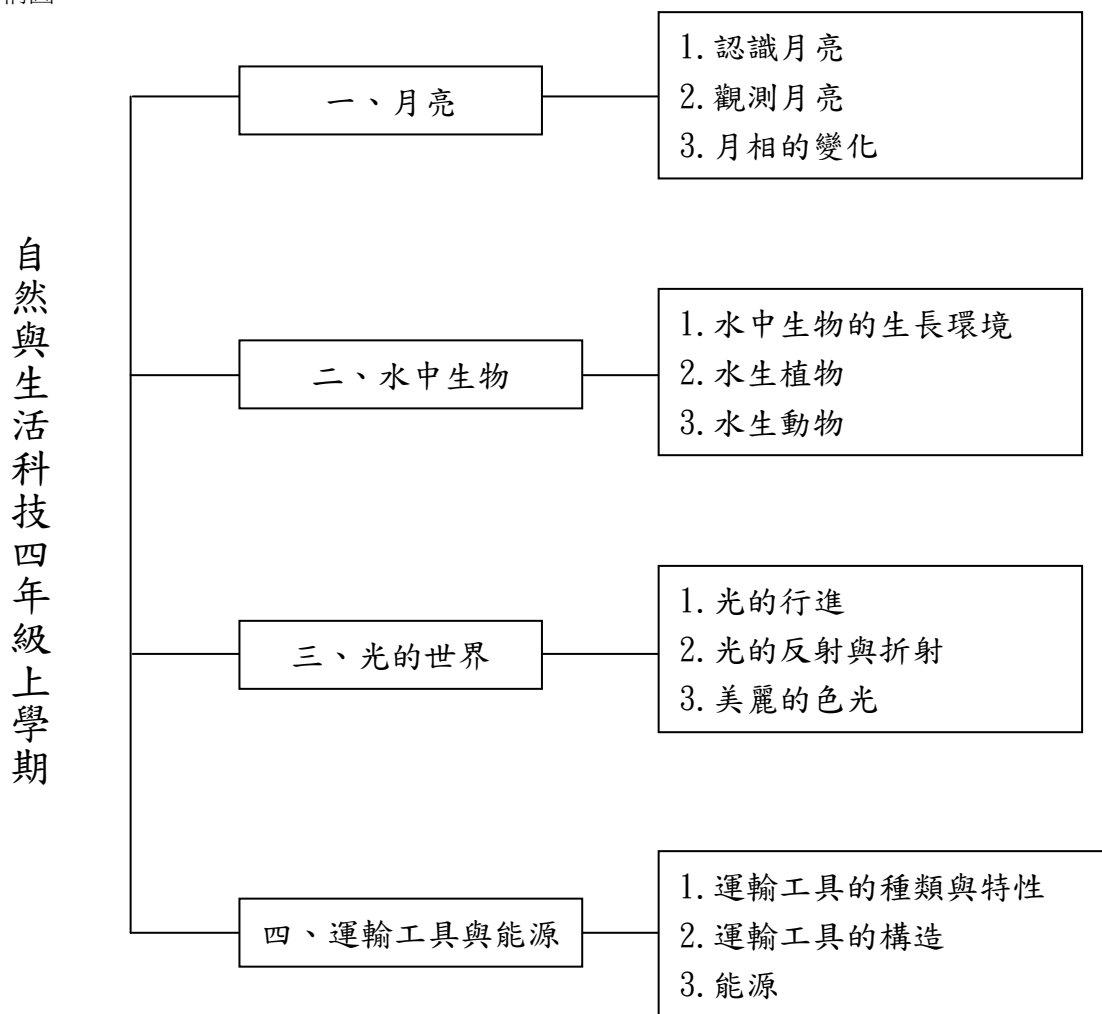 自然與生活科技四年級上學期
一、月亮
1.認識月亮
2.觀測月亮
3.月相的變化
二、水中生物
1.水中生物的生長環境
2.水生植物
3.水生動物
三、光的世界
1.光的行進
2.光的反射與折射
3.美麗的色光
四、運輸工具與能源
1.運輸工具的種類與特性
2.運輸工具的構造
3.能源